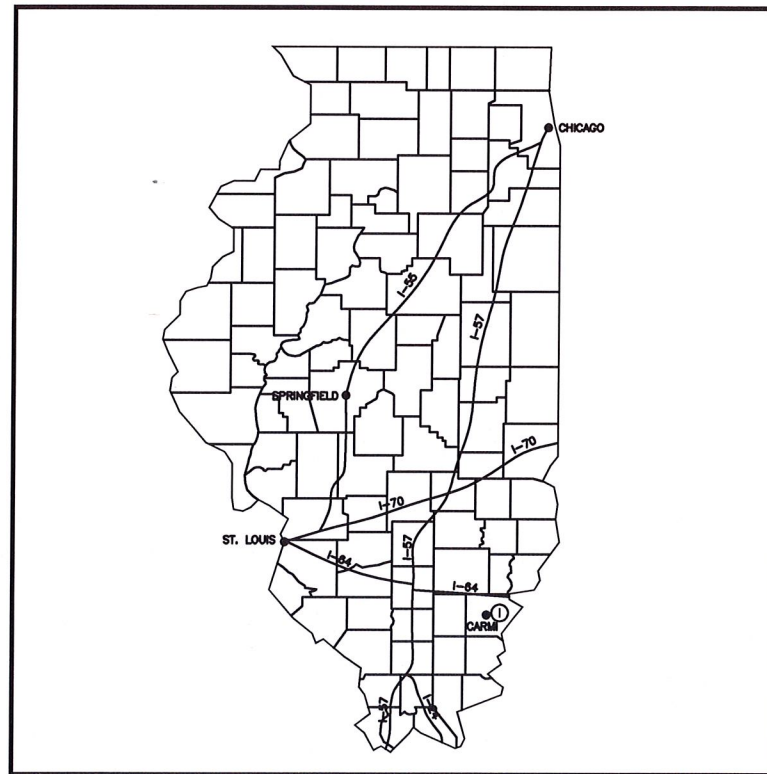 CHICAGO
I-55
I-57
SPRINGFIELD
I-70
I-70
ST. LOUIS
I-57
I-64
I-64
1
CARMI
I-57